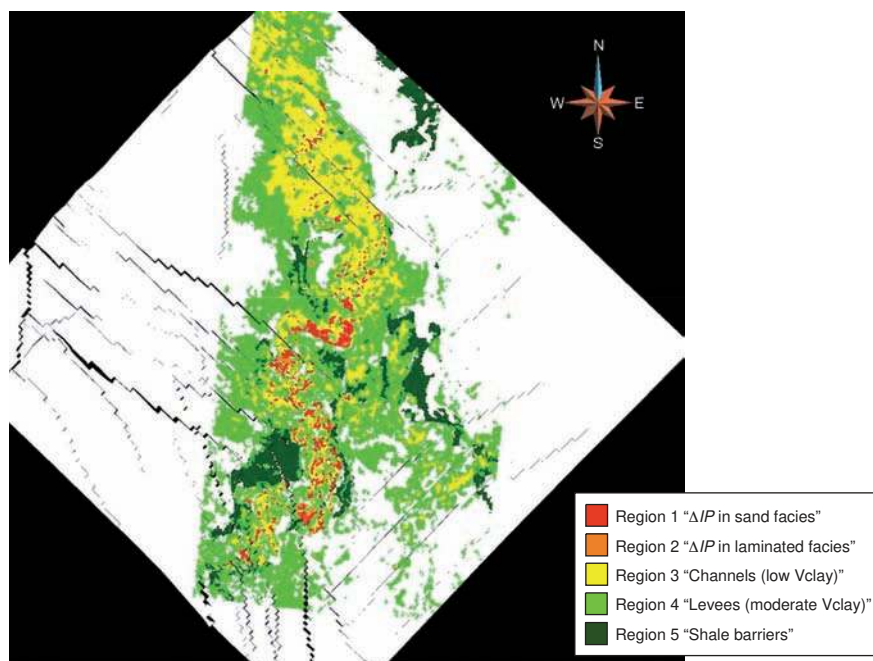 N
W E
S
Region 1 “ΔIP in sand facies”
Region 2 “ΔIP in laminated facies”
Region 3 “Channels (low Vclay)”
Region 4 “Levees (moderate Vclay)”
Region 5 “Shale barriers”